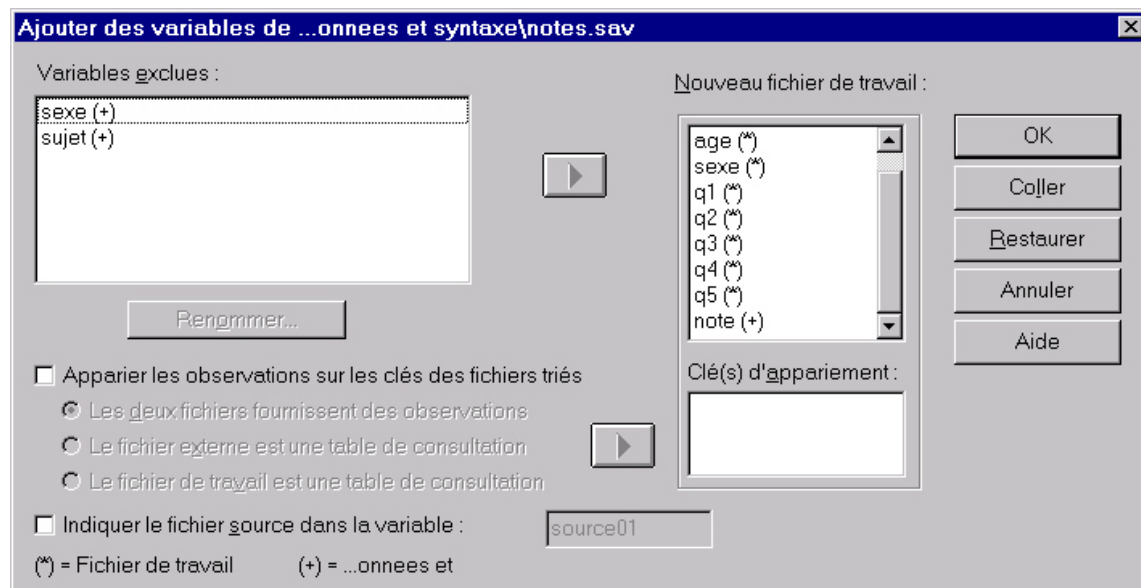 Ajouter des variables de ...onnees et syntaxe\notes.sav
Variables exclues :
sexe (+)
sujet (+)
Renommer...
Nouveau fichier de travail :
age (*)
sexe (*)
q1 (*)
q2 (*)
q3 (*)
q4 (*)
q5 (*)
note (+)
OK
Coller
Restaurer
Annuler
Aide
Apparier les observations sur les clés des fichiers triés
Les deux fichiers fournissent des observations
Le fichier externe est une table de consultation
Le fichier de travail est une table de consultation
Clé(s) d'appariement :
Indiquer le fichier source dans la variable :
source01
(*) = Fichier de travail
(+) = ...onnees et